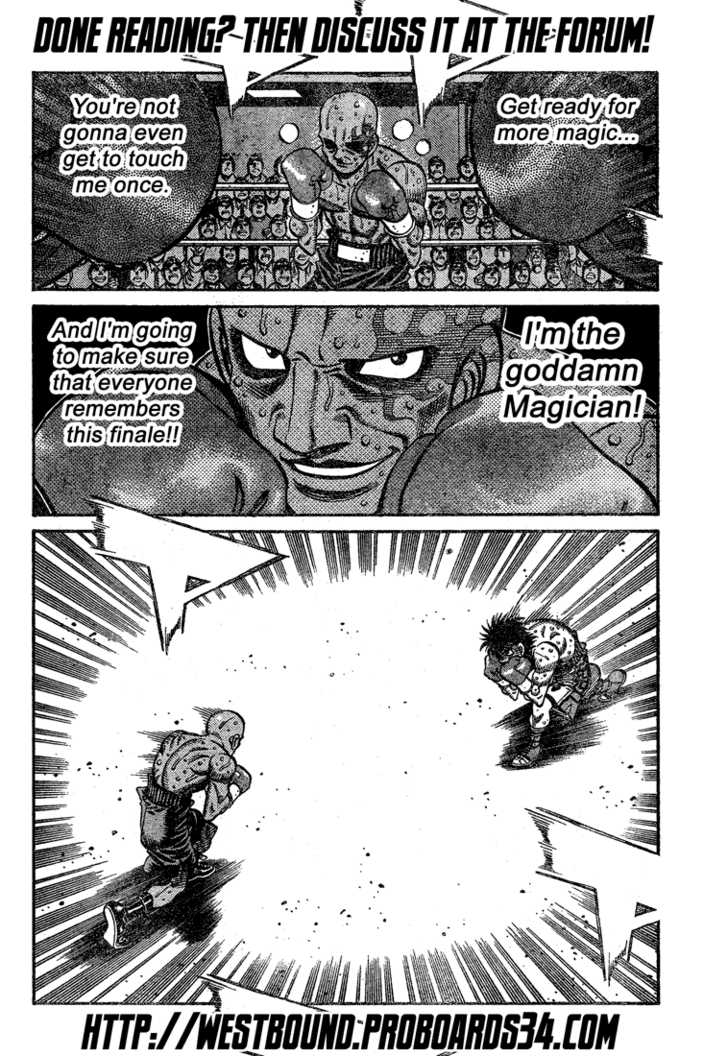 DONE READING? THEN DISCUSS IT AT THE FORUM!
Get ready for
more magic...
You're not
gonna even
get to touch
me once.
I'm the
goddamn
Magician!
And I'm going
to make sure
that everyone
remembers
this finale!!
HTTP://WESTBOUND.PROBOARDS34.COM